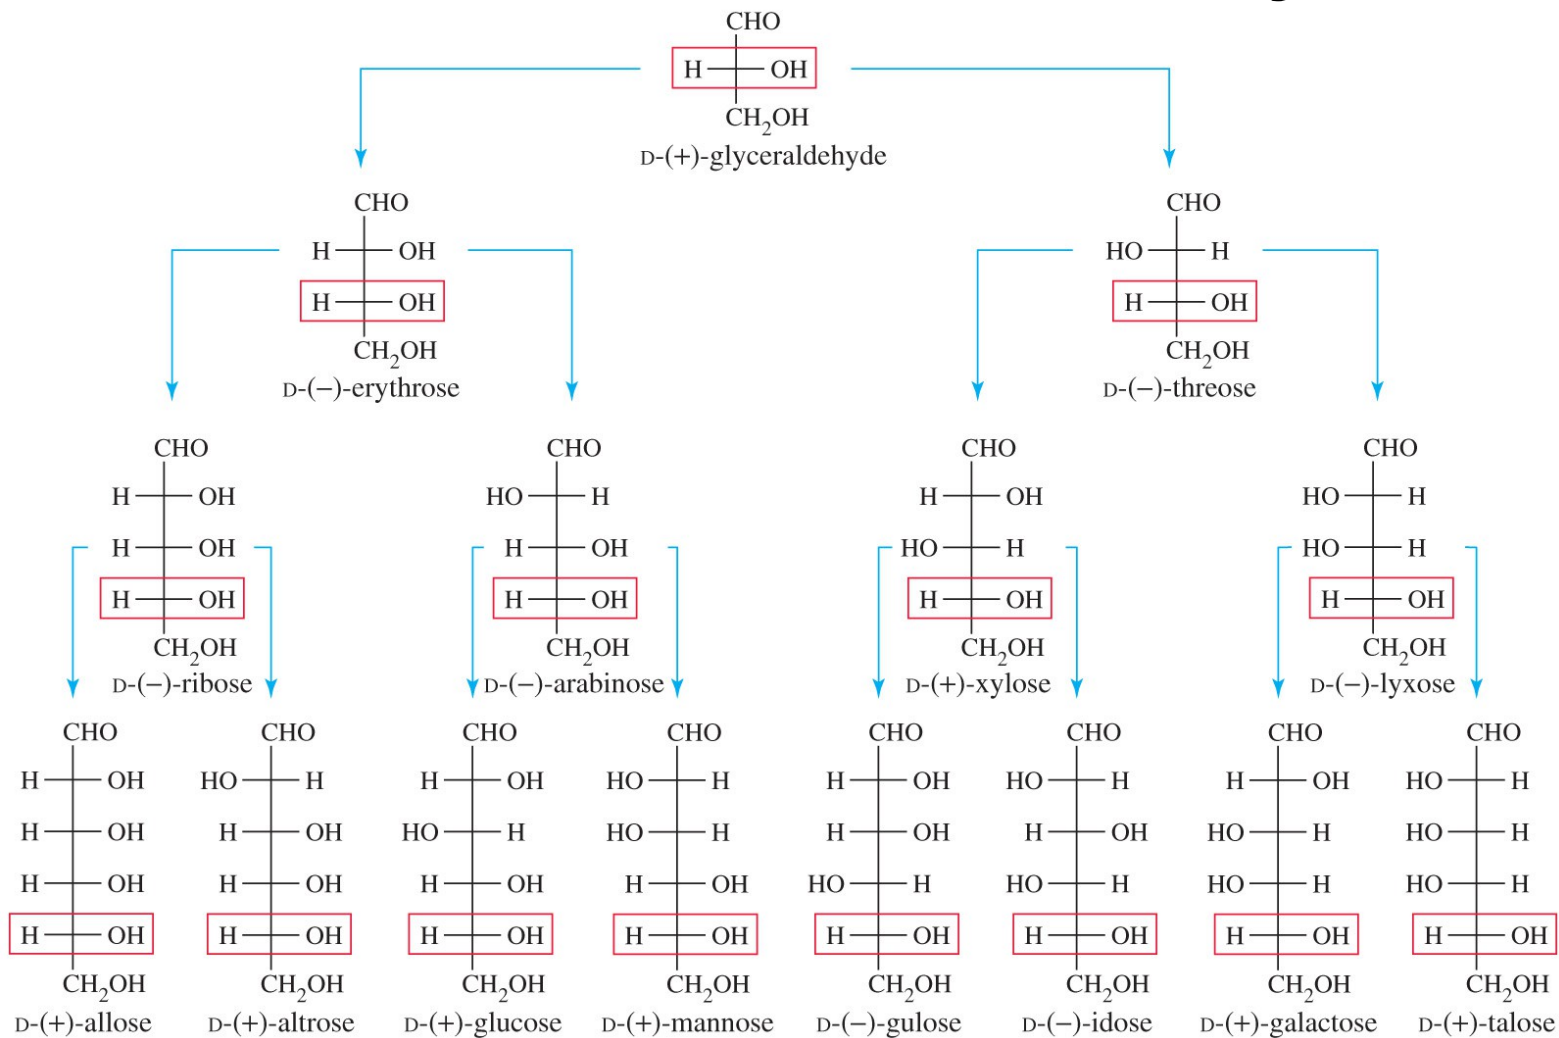 CHO
H OH
CH2OH
D-(+)-glyceraldehyde
CHO CHO
H OH HO H
H OH H OH
CH2OH CH2OH
D-(−)-erythrose D-(−)-threose
CHO CHO CHO CHO
H OH HO H H OH HO H
H OH H OH HO H HO H
H OH H OH H OH H OH
CH2OH CH2OH CH2OH CH2OH
D-(−)-ribose D-(−)-arabinose D-(+)-xylose D-(−)-lyxose
CHO CHO CHO CHO CHO CHO CHO CHO
H OH HO H H OH HO H H OH HO H H OH HO H
H OH H OH HO H HO H H OH H OH HO H HO H
H OH H OH H OH H OH HO H HO H HO H HO H
H OH H OH H OH H OH H OH H OH H OH H OH
CH2OH CH2OH CH2OH CH2OH CH2OH CH2OH CH2OH CH2OH
D-(+)-allose D-(+)-altrose D-(+)-glucose D-(+)-mannose D-(−)-gulose D-(−)-idose D-(+)-galactose D-(+)-talose